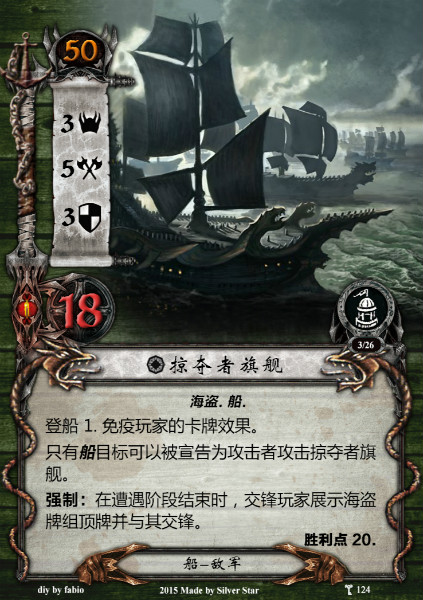 50
3
5
3
18
3/26
掠夺者旗舰
海盗. 船.
登船 1. 免疫玩家的卡牌效果。
只有船目标可以被宣告为攻击者攻击掠夺者旗
舰。
强制：在遭遇阶段结束时，交锋玩家展示海盗
牌组顶牌并与其交锋。
胜利点 20.
船–敌军
diy by fabio
2015 Made by Silver Star
124